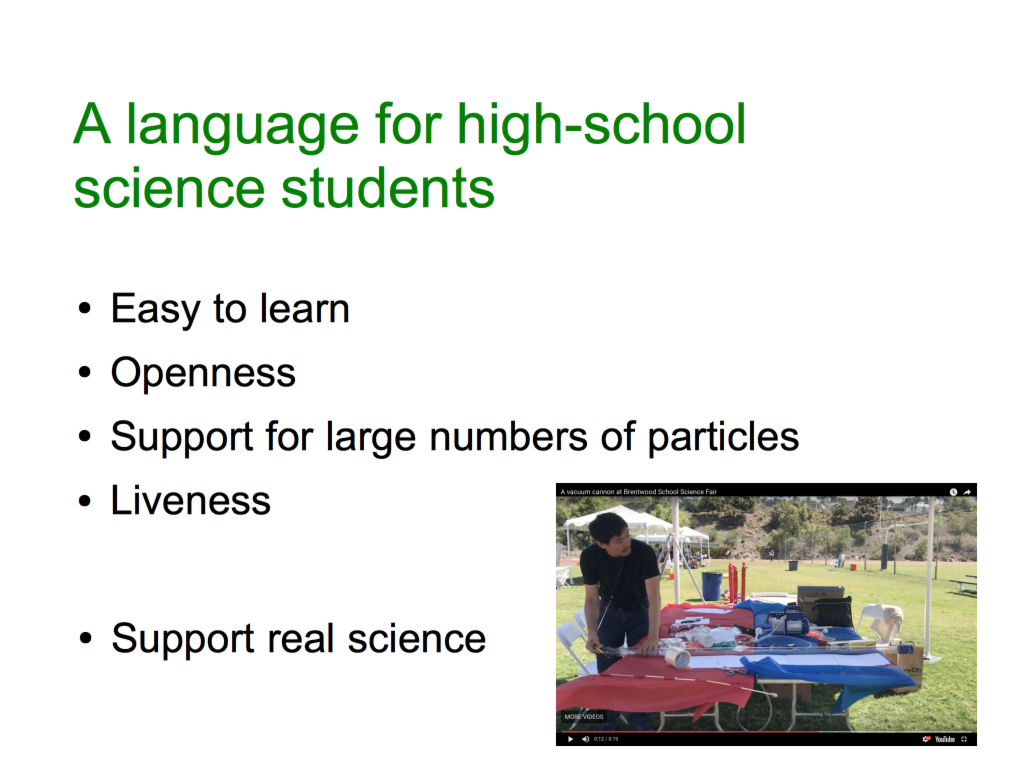 A language for high-school
science students
• Easy to learn
• Openness
• Support for large numbers of particles
• Liveness
• Support real science
A vacuum cannon at Brentwood School Science Fair
MORE VIDEOS
0:12 / 0:19
YouTube